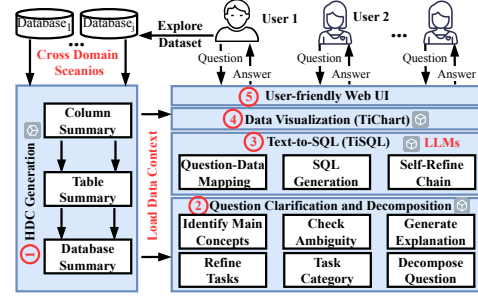 Database_i
Database_j
...
Explore
Dataset
User 1
User 2
...
Cross Domain
Sceanios
Question
Answer
Question
Answer
Question
Answer
① HDC Generation
Column
Summary
Table
Summary
Database
Summary
Load Data Context
⑤ User-friendly Web UI
④ Data Visualization (TiChart)
③ Text-to-SQL (TiSQL)
LLMs
Question-Data
Mapping
SQL
Generation
Self-Refine
Chain
② Question Clarification and Decomposition
Identify Main
Concepts
Check
Ambiguity
Generate
Explanation
Refine
Tasks
Task
Category
Decompose
Question